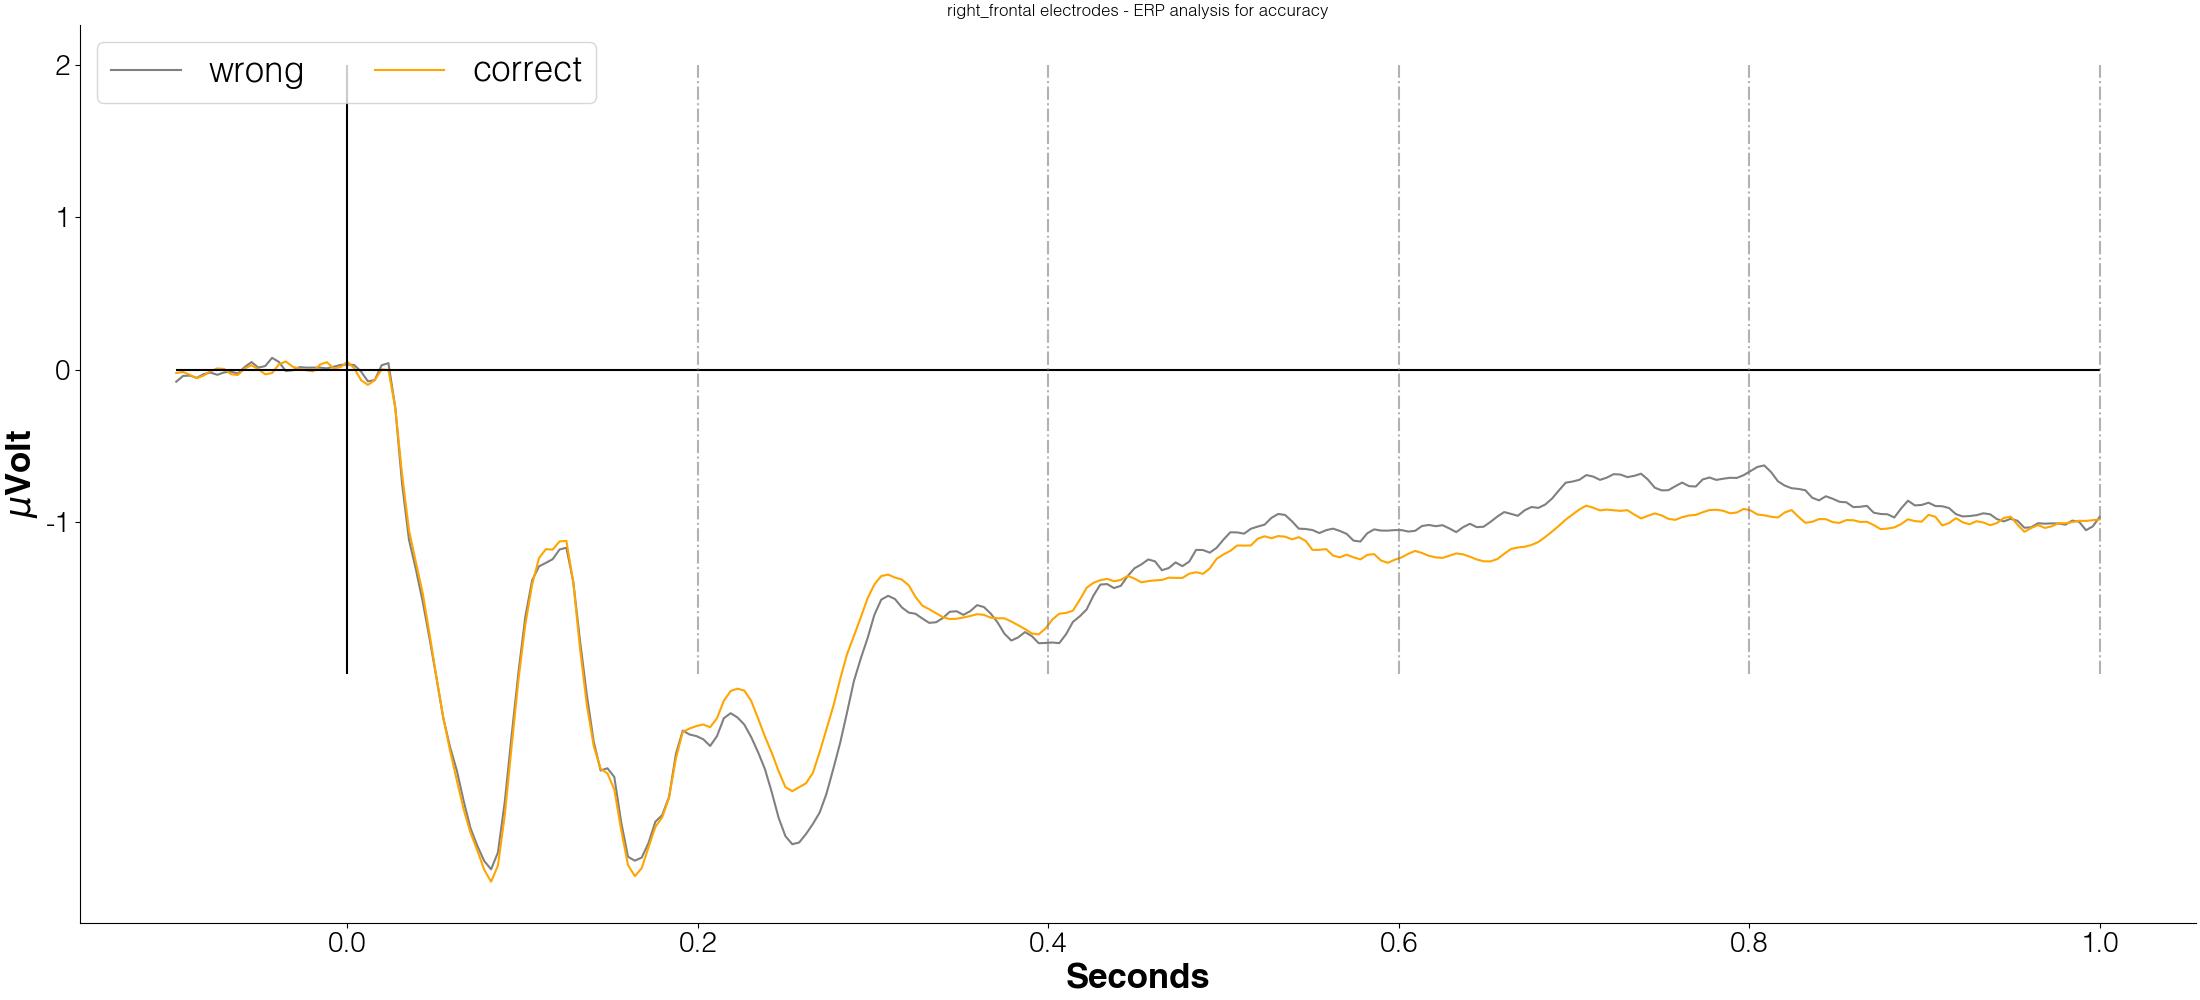 right_frontal electrodes - ERP analysis for accuracy
wrong correct
2
1
0
-1
µVolt
0.0 0.2 0.4 0.6 0.8 1.0
Seconds